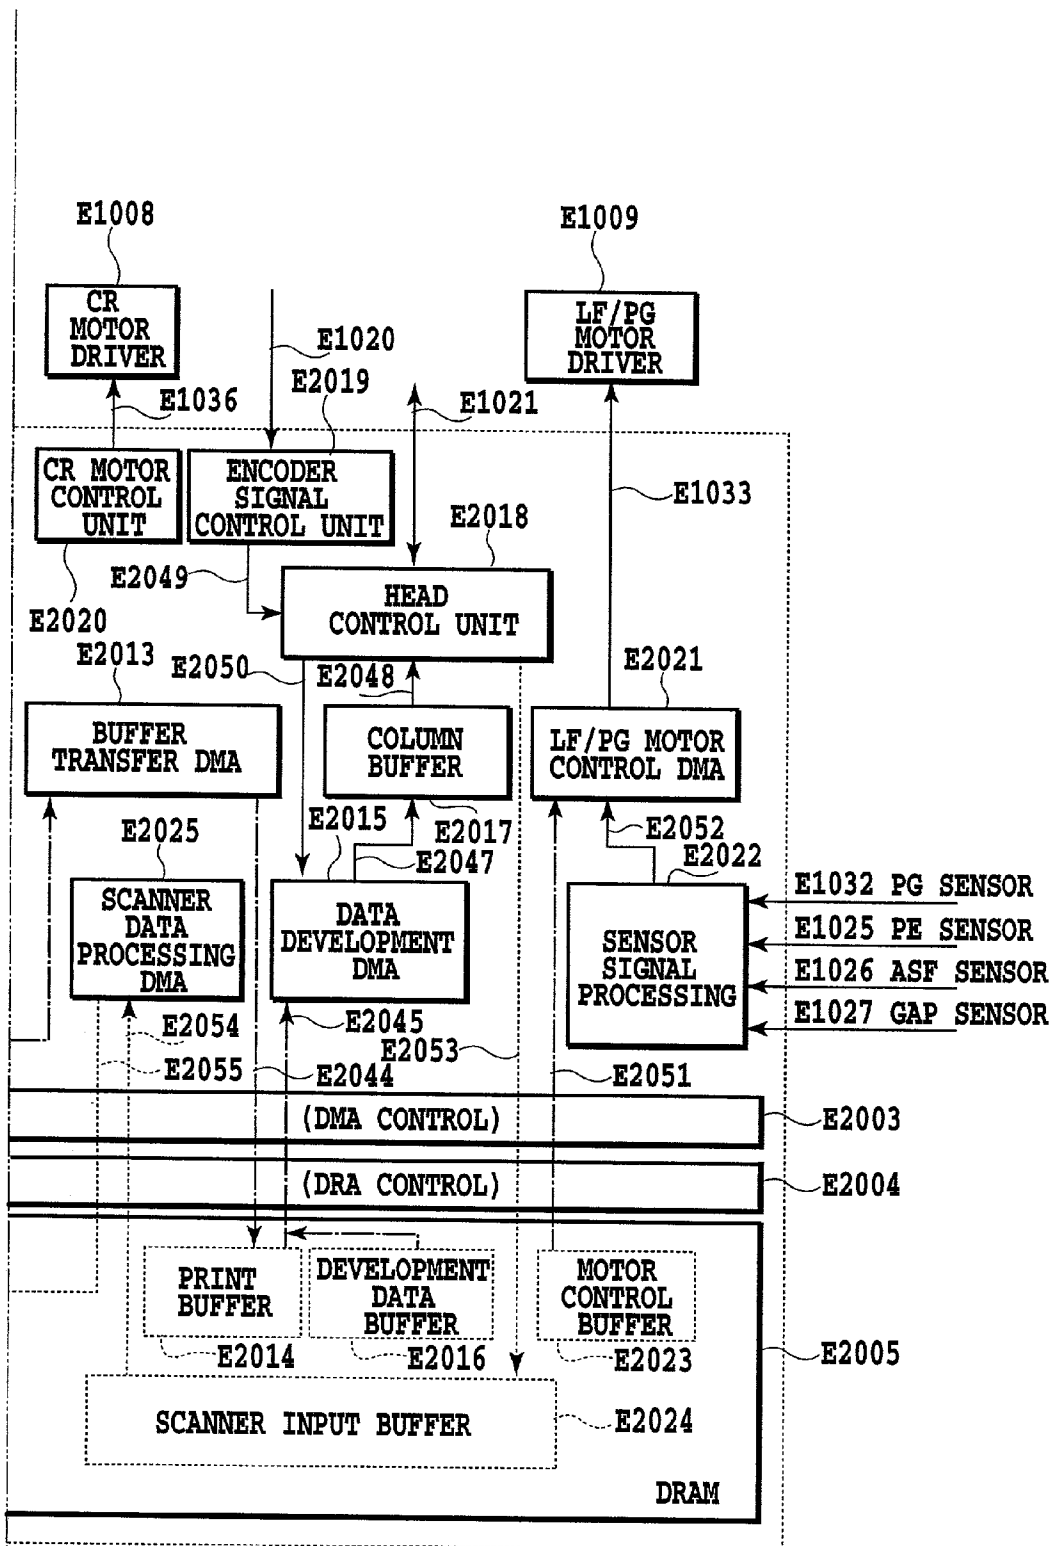 E1008
E1009
CR
MOTOR
DRIVER
LF/PG
MOTOR
DRIVER
E1020
E2019
E1036
E1021
CR MOTOR
CONTROL
UNIT
ENCODER
SIGNAL
CONTROL UNIT
E1033
E2018
E2049
HEAD
CONTROL UNIT
E2020
E2013
E2050
E2048
E2021
BUFFER
TRANSFER DMA
COLUMN
BUFFER
LF/PG MOTOR
CONTROL DMA
E2025
E2015
E2017
E2052
E2047
E2022
SCANNER
DATA
PROCESSING
DMA
DATA
DEVELOPMENT
DMA
SENSOR
SIGNAL
PROCESSING
E1032 PG SENSOR
E1025 PE SENSOR
E1026 ASF SENSOR
E1027 GAP SENSOR
E2054
E2045
E2053
E2055
E2044
E2051
(DMA CONTROL)
E2003
(DRA CONTROL)
E2004
PRINT
BUFFER
DEVELOPMENT
DATA
BUFFER
MOTOR
CONTROL
BUFFER
E2014
E2016
E2023
E2005
SCANNER INPUT BUFFER
E2024
DRAM